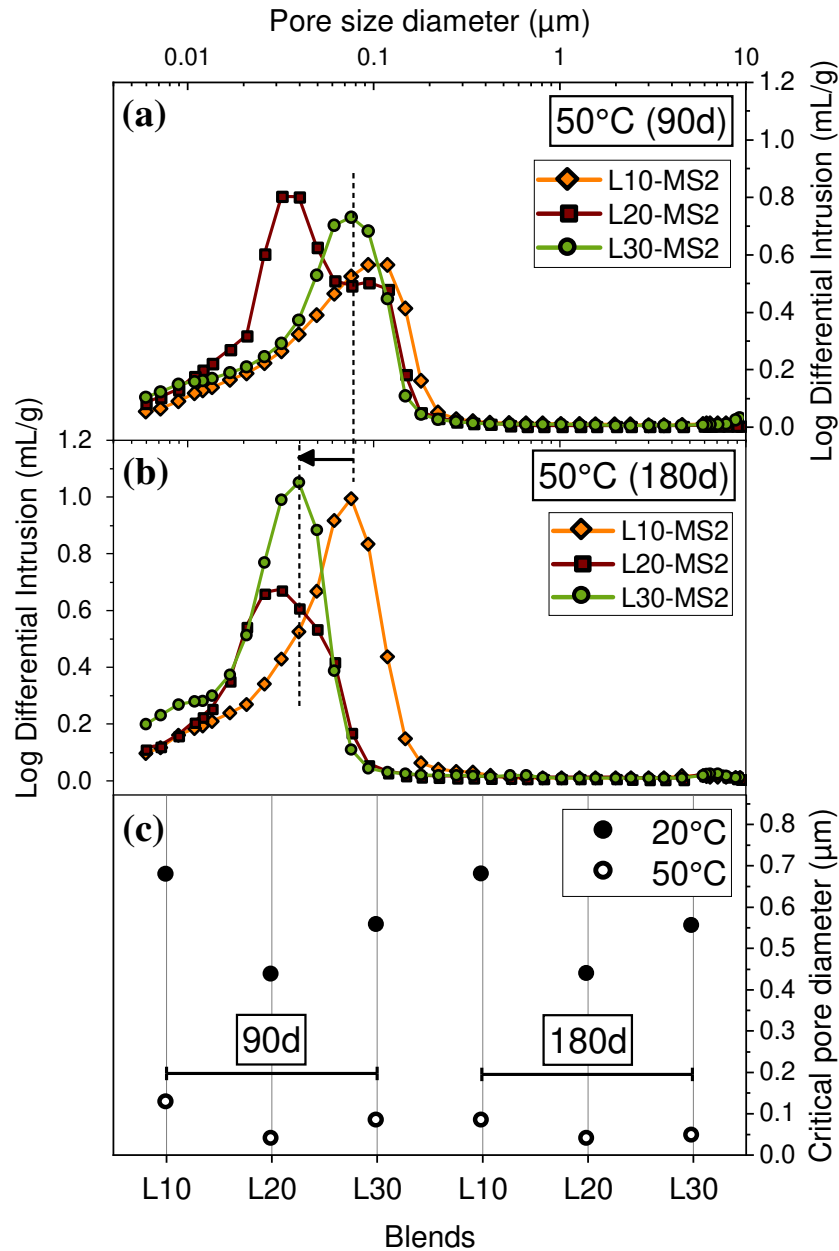 Pore size diameter (µm)
0.01 0.1 1 10
(a)
50°C (90d)
L10-MS2
L20-MS2
L30-MS2
1.2
1.0
0.8
0.6
0.4
0.2
0.0
Log Differential Intrusion (mL/g)
(b)
50°C (180d)
L10-MS2
L20-MS2
L30-MS2
1.2
1.0
0.8
0.6
0.4
0.2
0.0
Log Differential Intrusion (mL/g)
(c)
20°C
50°C
90d
180d
0.8
0.7
0.6
0.5
0.4
0.3
0.2
0.1
0.0
Critical pore diameter (µm)
L10 L20 L30 L10 L20 L30
Blends